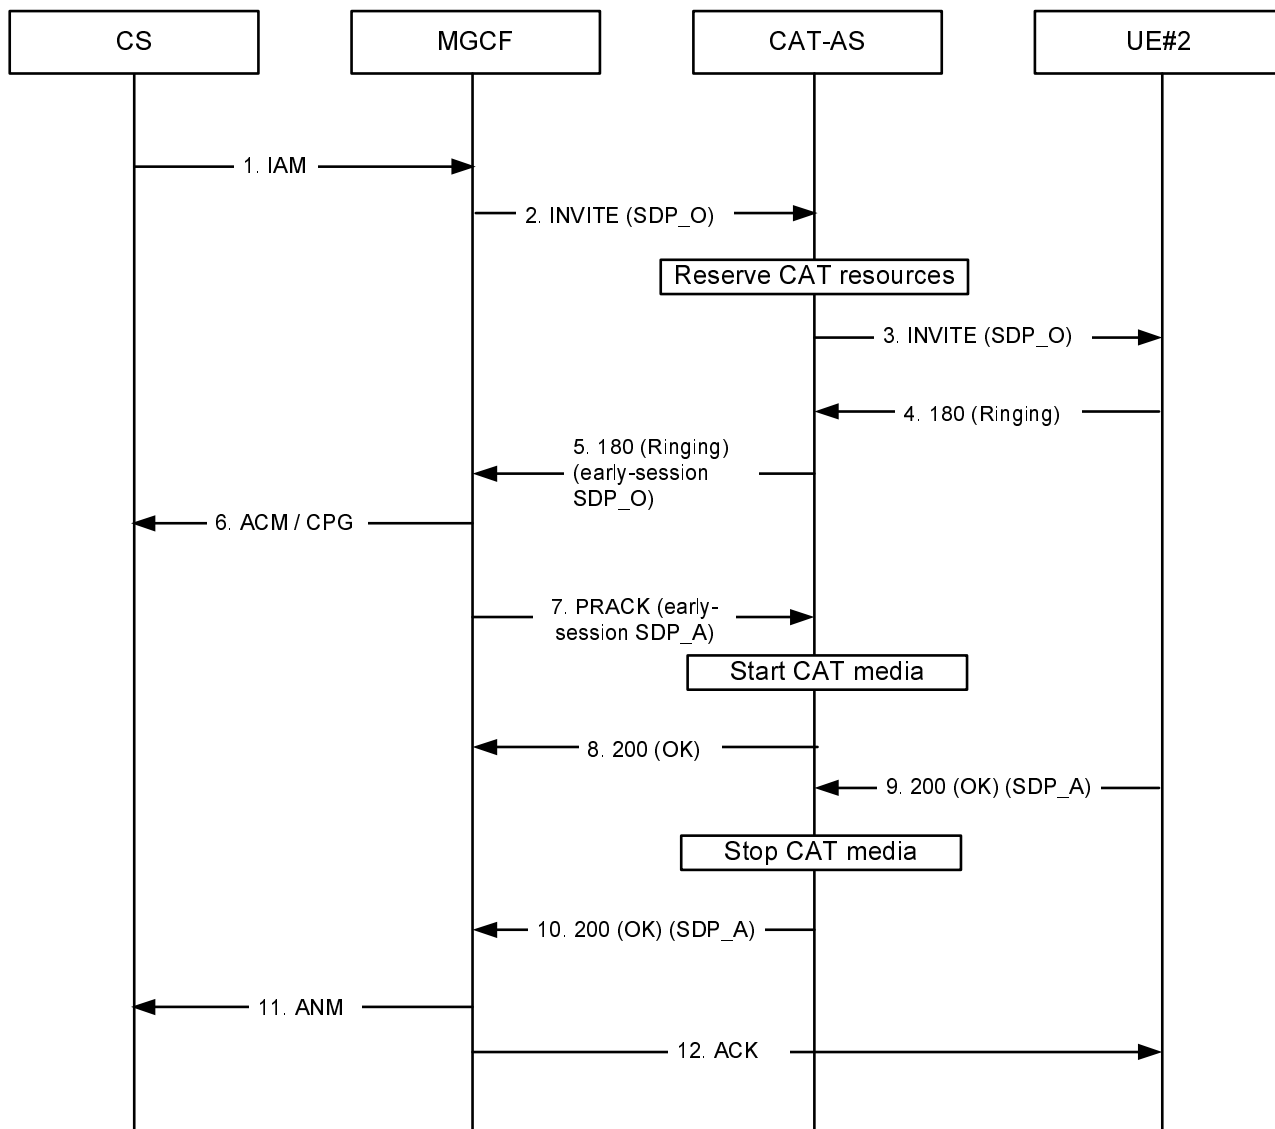 CS
MGCF
CAT-AS
UE#2
1. IAM
2. INVITE (SDP_O)
Reserve CAT resources
3. INVITE (SDP_O)
4. 180 (Ringing)
5. 180 (Ringing)
(early-session
SDP_O)
6. ACM / CPG
7. PRACK (early-
session SDP_A)
Start CAT media
8. 200 (OK)
9. 200 (OK) (SDP_A)
Stop CAT media
10. 200 (OK) (SDP_A)
11. ANM
12. ACK